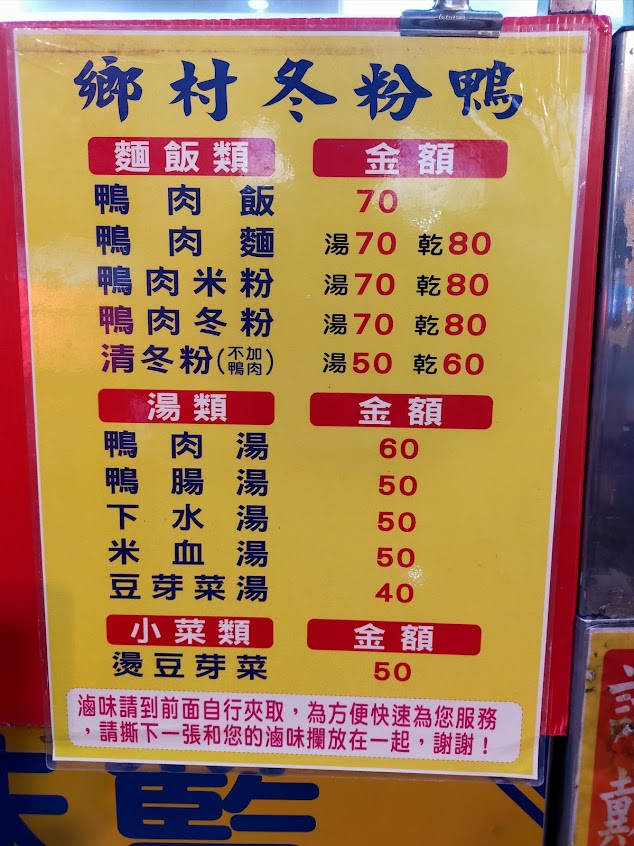 鄉村冬粉鴨
麵飯類 金額
鴨肉飯 70
鴨肉麵 湯70 乾80
鴨肉米粉 湯70 乾80
鴨肉冬粉 湯70 乾80
清冬粉(不加鴨肉) 湯50 乾60
湯類 金額
鴨肉湯 60
鴨腸湯 50
下水湯 50
米血湯 50
豆芽菜湯 40
小菜類 金額
燙豆芽菜 50
滷味請到前面自行夾取，為方便快速為您服務
，請撕下一張和您的滷味攔放在一起，謝謝！